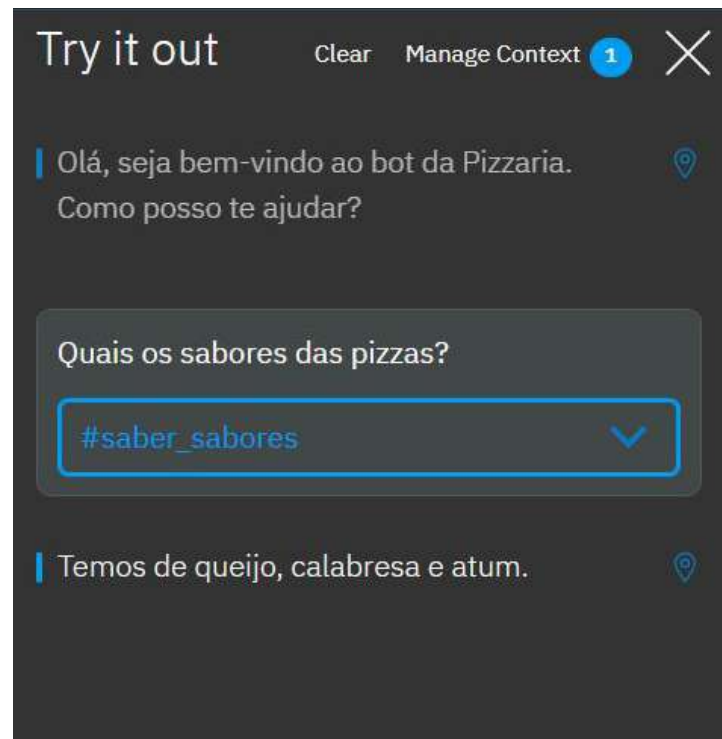 Try it out Clear Manage Context 1
Olá, seja bem-vindo ao bot da Pizzaria.
Como posso te ajudar?
Quais os sabores das pizzas?
#saber_sabores
Temos de queijo, calabresa e atum.